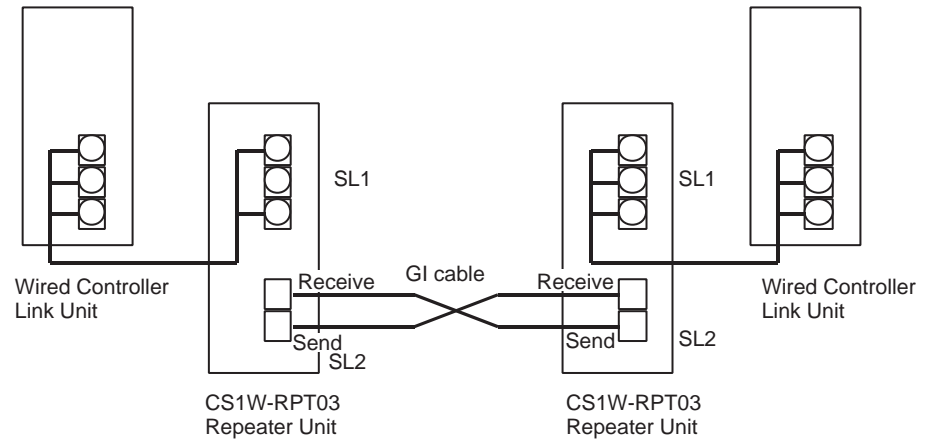 SL1
SL1
Wired Controller
Link Unit
Receive
GI cable
Receive
Wired Controller
Link Unit
Send
SL2
Send
SL2
CS1W-RPT03
Repeater Unit
CS1W-RPT03
Repeater Unit